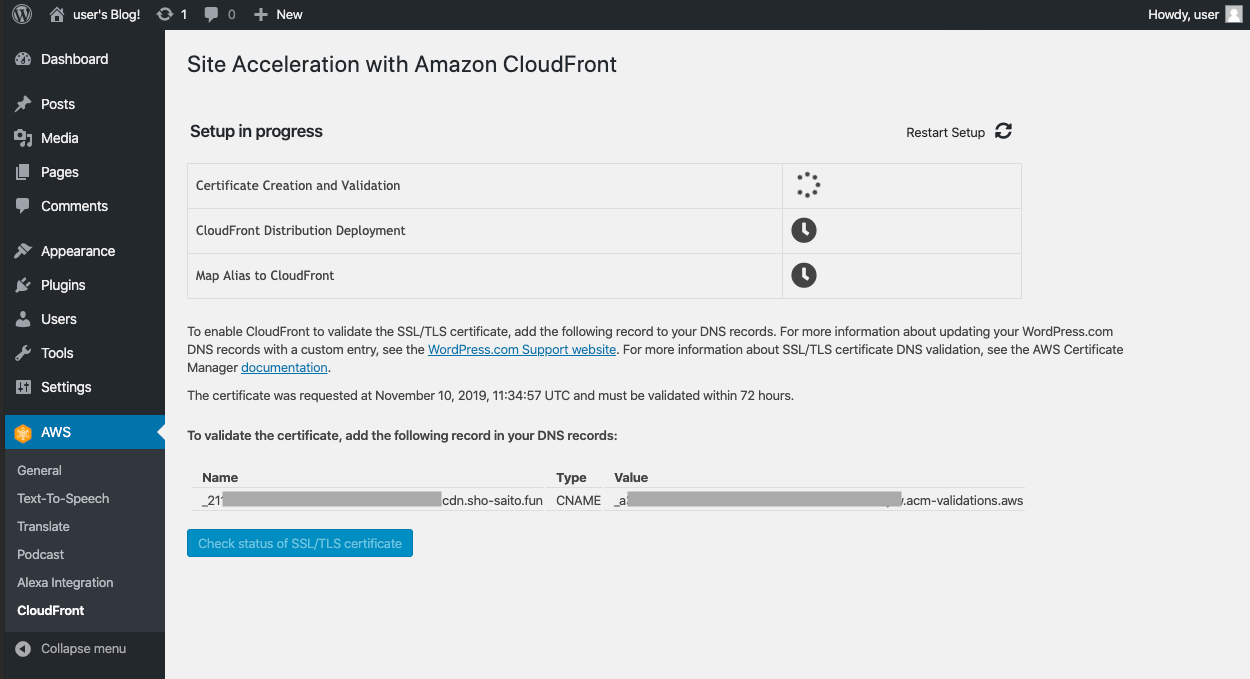 user's Blog! 1 0 New Howdy, user
Dashboard
Posts
Media
Pages
Comments
Appearance
Plugins
Users
Tools
Settings
AWS
General
Text-To-Speech
Translate
Podcast
Alexa Integration
CloudFront
Collapse menu
Site Acceleration with Amazon CloudFront
Setup in progress Restart Setup
Certificate Creation and Validation
CloudFront Distribution Deployment
Map Alias to CloudFront
To enable CloudFront to validate the SSL/TLS certificate, add the following record to your DNS records. For more information about updating your WordPress.com
DNS records with a custom entry, see the WordPress.com Support website. For more information about SSL/TLS certificate DNS validation, see the AWS Certificate
Manager documentation.
The certificate was requested at November 10, 2019, 11:34:57 UTC and must be validated within 72 hours.
To validate the certificate, add the following record in your DNS records:
Name Type Value
_21 cdn.sho-saito.fun CNAME _a .acm-validations.aws
Check status of SSL/TLS certificate